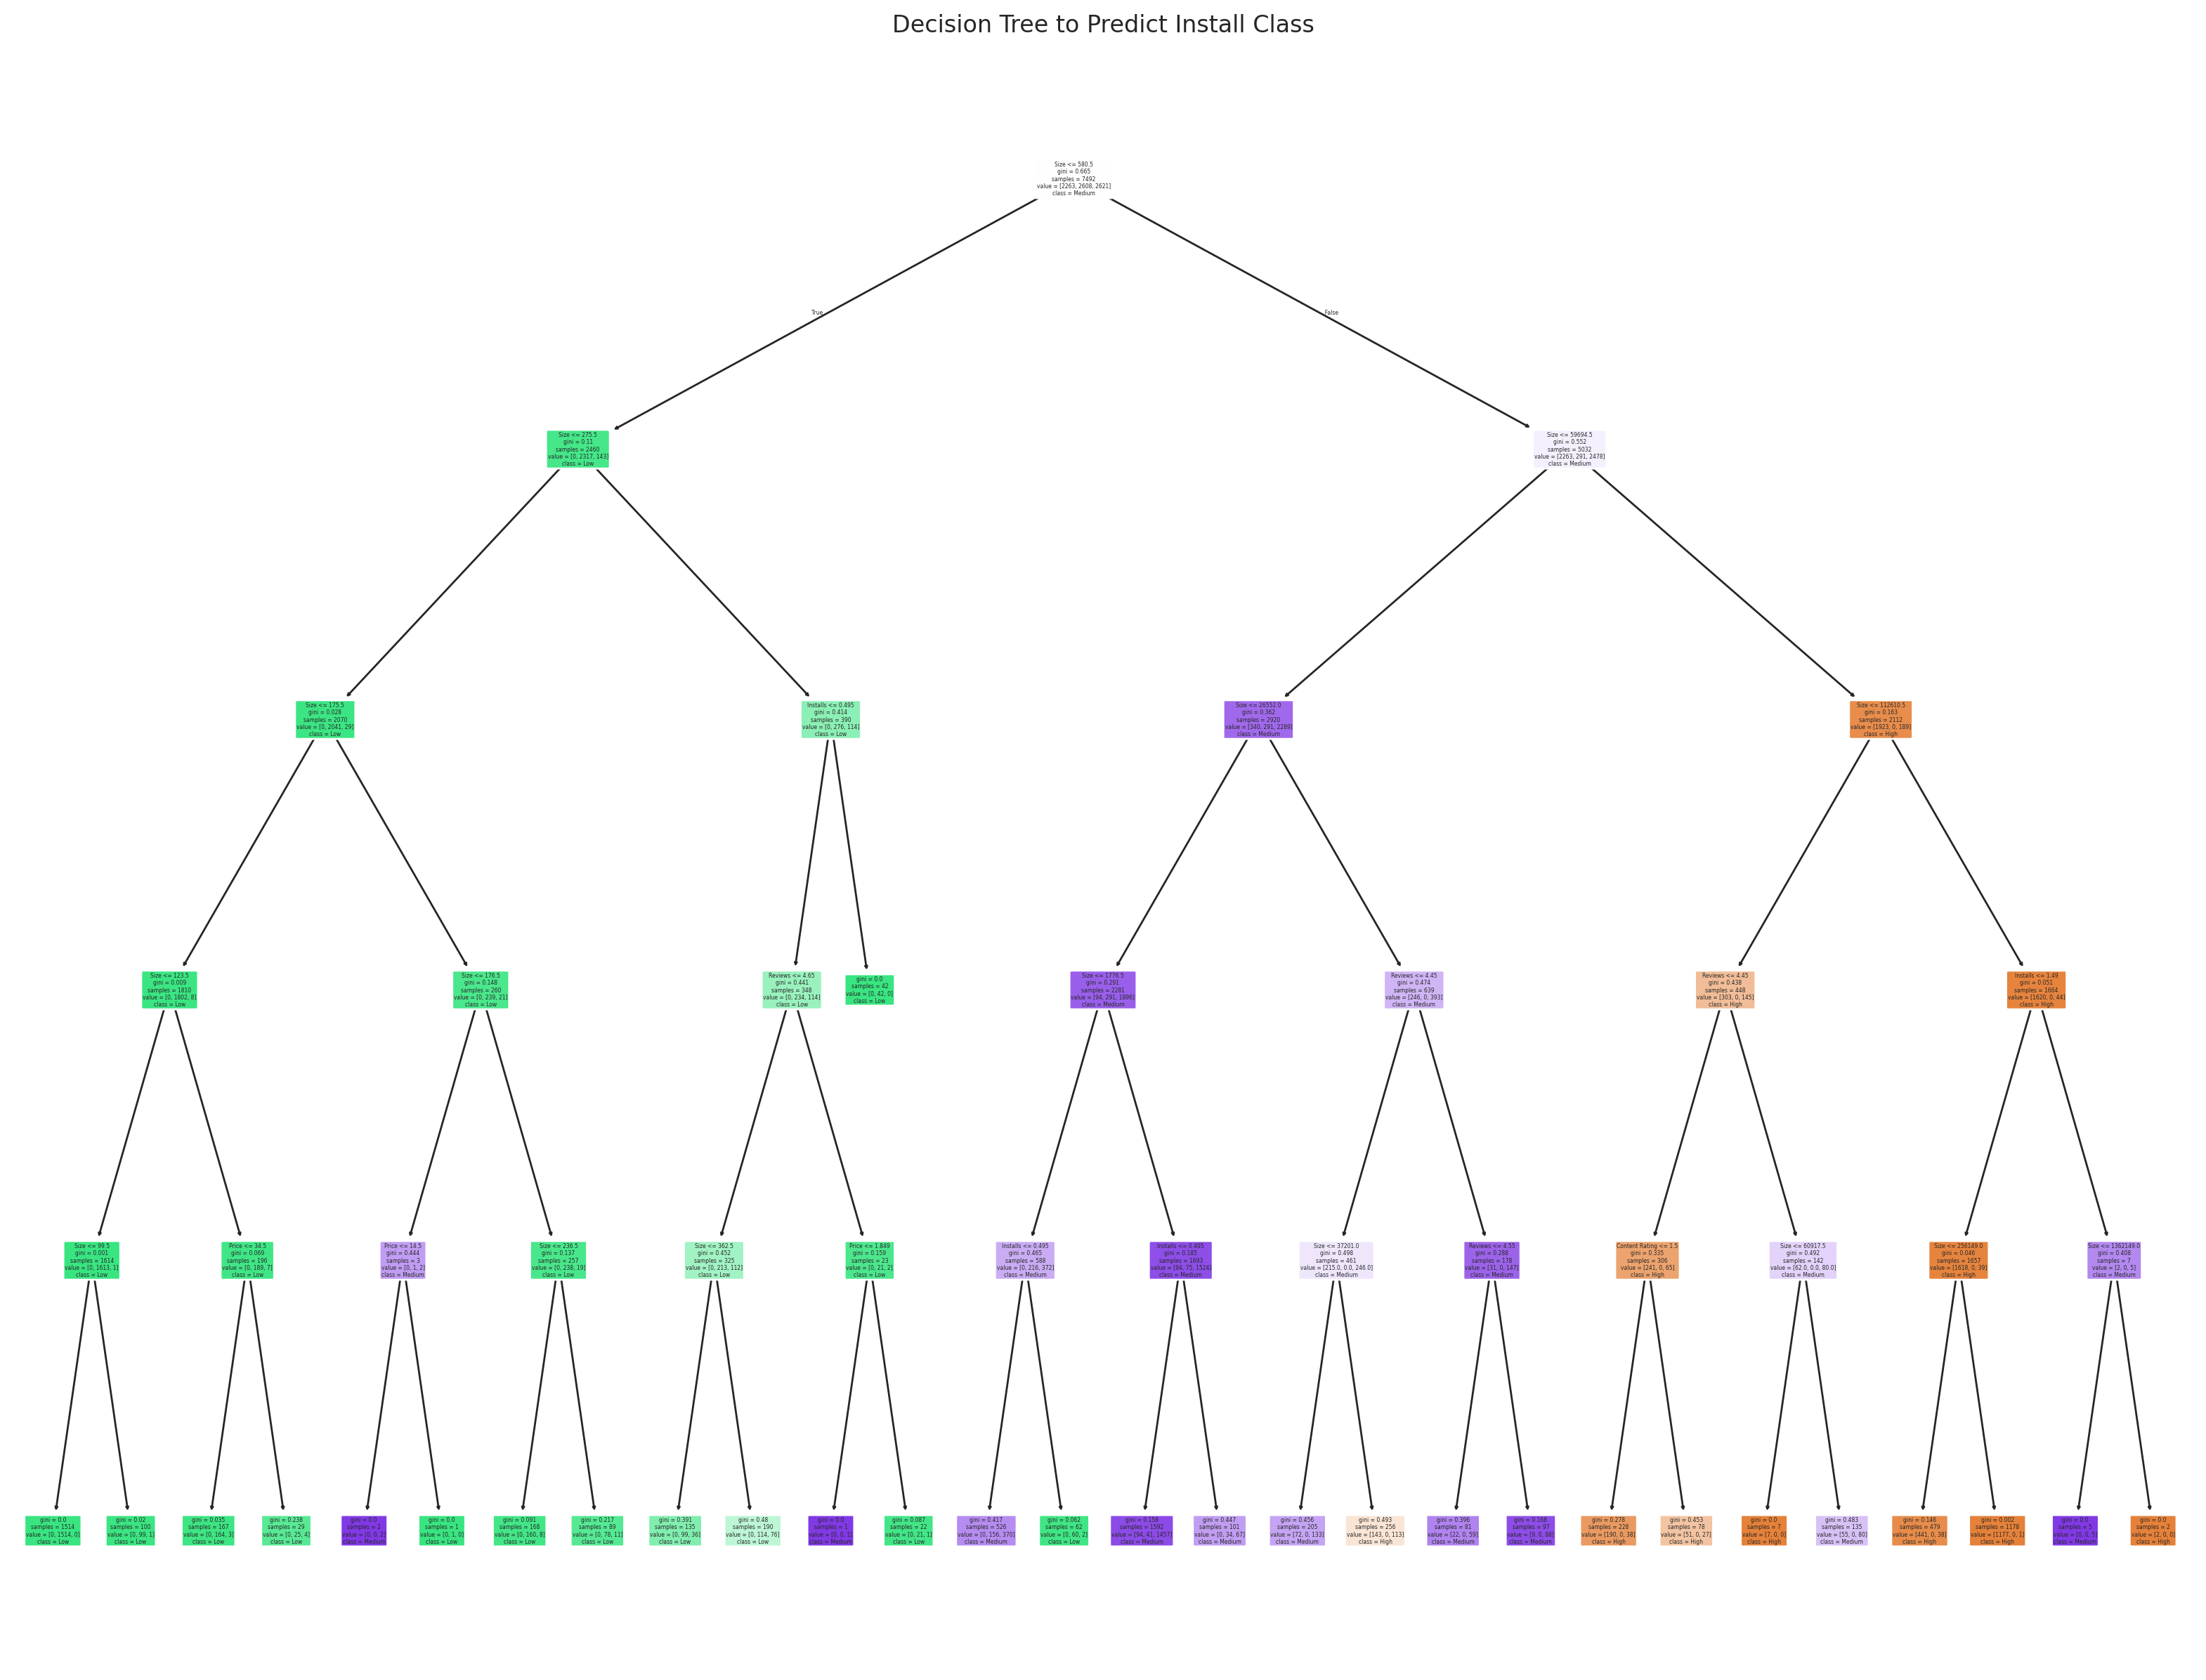 Decision Tree to Predict Install Class
Size <= 580.5
gini = 0.665
samples = 7492
value = [2263, 2608, 2621]
class = Medium
True
False
Size <= 275.5
gini = 0.11
samples = 2460
value = [0, 2317, 143]
class = Low
Size <= 59694.5
gini = 0.552
samples = 5032
value = [2263, 291, 2478]
class = Medium
Size <= 175.5
gini = 0.028
samples = 2070
value = [0, 2041, 29]
class = Low
Installs <= 0.495
gini = 0.414
samples = 390
value = [0, 276, 114]
class = Low
Size <= 26552.0
gini = 0.362
samples = 2920
value = [340, 291, 2289]
class = Medium
Size <= 112610.5
gini = 0.163
samples = 2112
value = [1923, 0, 189]
class = High
Size <= 123.5
gini = 0.009
samples = 1810
value = [0, 1802, 8]
class = Low
Size <= 176.5
gini = 0.148
samples = 260
value = [0, 239, 21]
class = Low
Reviews <= 4.65
gini = 0.441
samples = 348
value = [0, 234, 114]
class = Low
gini = 0.0
samples = 42
value = [0, 42, 0]
class = Low
Size <= 1776.5
gini = 0.291
samples = 2281
value = [94, 291, 1896]
class = Medium
Reviews <= 4.45
gini = 0.474
samples = 639
value = [246, 0, 393]
class = Medium
Reviews <= 4.45
gini = 0.438
samples = 448
value = [303, 0, 145]
class = High
Installs <= 1.49
gini = 0.051
samples = 1664
value = [1620, 0, 44]
class = High
Size <= 99.5
gini = 0.001
samples = 1614
value = [0, 1613, 1]
class = Low
Price <= 34.5
gini = 0.069
samples = 196
value = [0, 189, 7]
class = Low
Price <= 14.5
gini = 0.444
samples = 3
value = [0, 1, 2]
class = Medium
Size <= 236.5
gini = 0.137
samples = 257
value = [0, 238, 19]
class = Low
Size <= 362.5
gini = 0.452
samples = 325
value = [0, 213, 112]
class = Low
Price <= 1.849
gini = 0.159
samples = 23
value = [0, 21, 2]
class = Low
Installs <= 0.495
gini = 0.465
samples = 588
value = [0, 216, 372]
class = Medium
Installs <= 0.495
gini = 0.185
samples = 1693
value = [94, 75, 1524]
class = Medium
Size <= 37201.0
gini = 0.498
samples = 461
value = [215.0, 0.0, 246.0]
class = Medium
Reviews <= 4.55
gini = 0.288
samples = 178
value = [31, 0, 147]
class = Medium
Content Rating <= 1.5
gini = 0.335
samples = 306
value = [241, 0, 65]
class = High
Size <= 60917.5
gini = 0.492
samples = 142
value = [62.0, 0.0, 80.0]
class = Medium
Size <= 256149.0
gini = 0.046
samples = 1657
value = [1618, 0, 39]
class = High
Size <= 1362149.0
gini = 0.408
samples = 7
value = [2, 0, 5]
class = Medium
gini = 0.0
samples = 1514
value = [0, 1514, 0]
class = Low
gini = 0.02
samples = 100
value = [0, 99, 1]
class = Low
gini = 0.035
samples = 167
value = [0, 164, 3]
class = Low
gini = 0.238
samples = 29
value = [0, 25, 4]
class = Low
gini = 0.0
samples = 2
value = [0, 0, 2]
class = Medium
gini = 0.0
samples = 1
value = [0, 1, 0]
class = Low
gini = 0.091
samples = 168
value = [0, 160, 8]
class = Low
gini = 0.217
samples = 89
value = [0, 78, 11]
class = Low
gini = 0.391
samples = 135
value = [0, 99, 36]
class = Low
gini = 0.48
samples = 190
value = [0, 114, 76]
class = Low
gini = 0.0
samples = 1
value = [0, 0, 1]
class = Medium
gini = 0.087
samples = 22
value = [0, 21, 1]
class = Low
gini = 0.417
samples = 526
value = [0, 156, 370]
class = Medium
gini = 0.062
samples = 62
value = [0, 60, 2]
class = Low
gini = 0.158
samples = 1592
value = [94, 41, 1457]
class = Medium
gini = 0.447
samples = 101
value = [0, 34, 67]
class = Medium
gini = 0.456
samples = 205
value = [72, 0, 133]
class = Medium
gini = 0.493
samples = 256
value = [143, 0, 113]
class = High
gini = 0.396
samples = 81
value = [22, 0, 59]
class = Medium
gini = 0.168
samples = 97
value = [9, 0, 88]
class = Medium
gini = 0.278
samples = 228
value = [190, 0, 38]
class = High
gini = 0.453
samples = 78
value = [51, 0, 27]
class = High
gini = 0.0
samples = 7
value = [7, 0, 0]
class = High
gini = 0.483
samples = 135
value = [55, 0, 80]
class = Medium
gini = 0.146
samples = 479
value = [441, 0, 38]
class = High
gini = 0.002
samples = 1178
value = [1177, 0, 1]
class = High
gini = 0.0
samples = 5
value = [0, 0, 5]
class = Medium
gini = 0.0
samples = 2
value = [2, 0, 0]
class = High